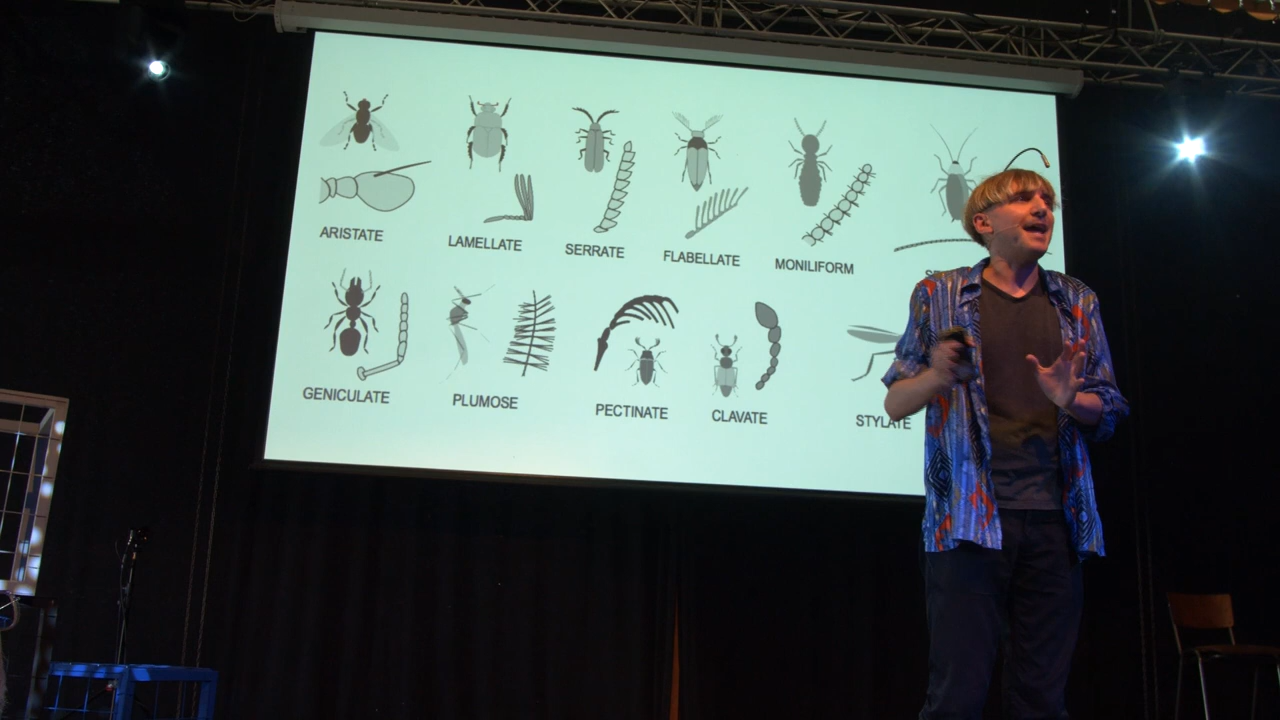 ARISTATE
LAMELLATE
SERRATE
FLABELLATE
MONILIFORM
GENICULATE
PLUMOSE
PECTINATE
CLAVATE
STYLATE